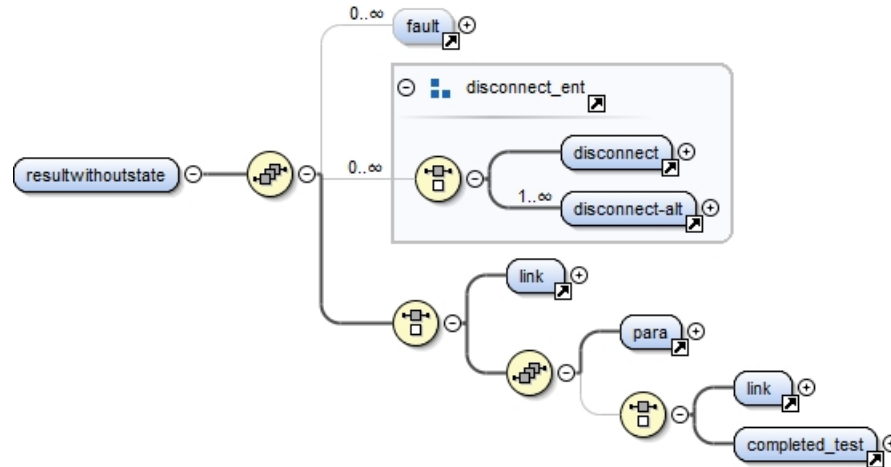 0..∞
fault
disconnect_ent
resultwithoutstate
0..∞
disconnect
1..∞
disconnect-alt
link
para
link
completed_test